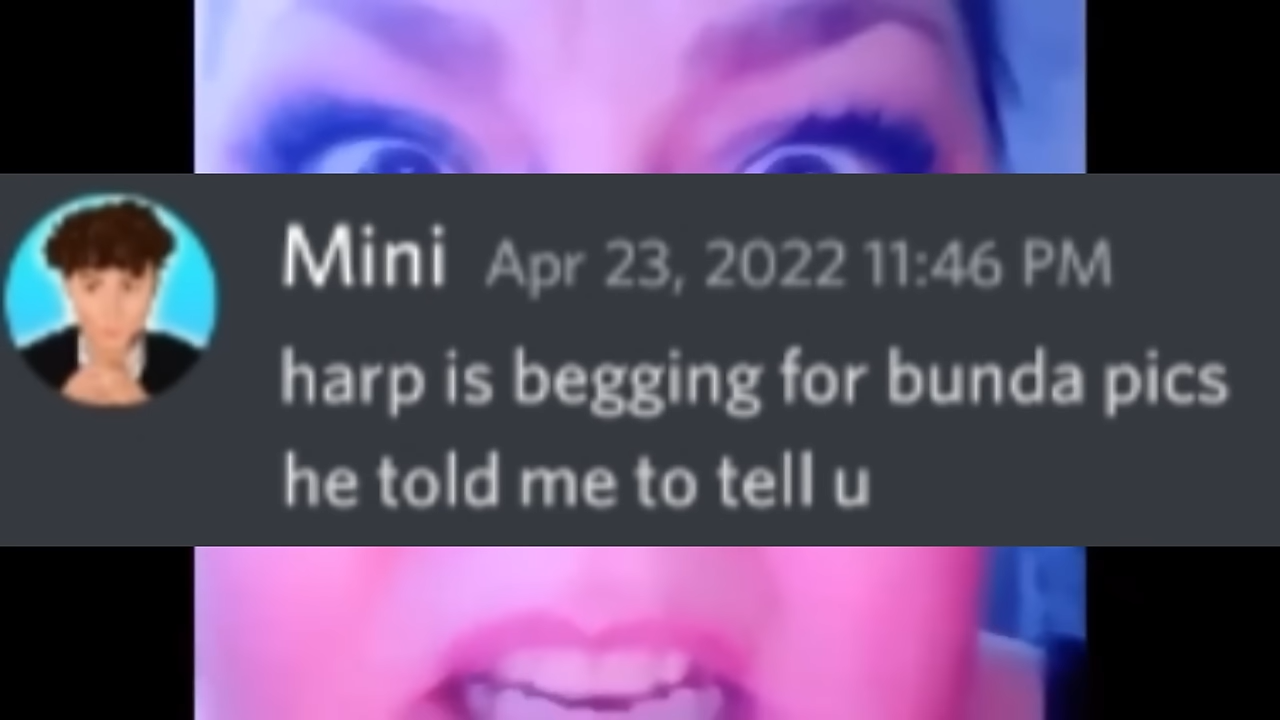 Mini Apr 23, 2022 11:46 PM
harp is begging for bunda pics
he told me to tell u